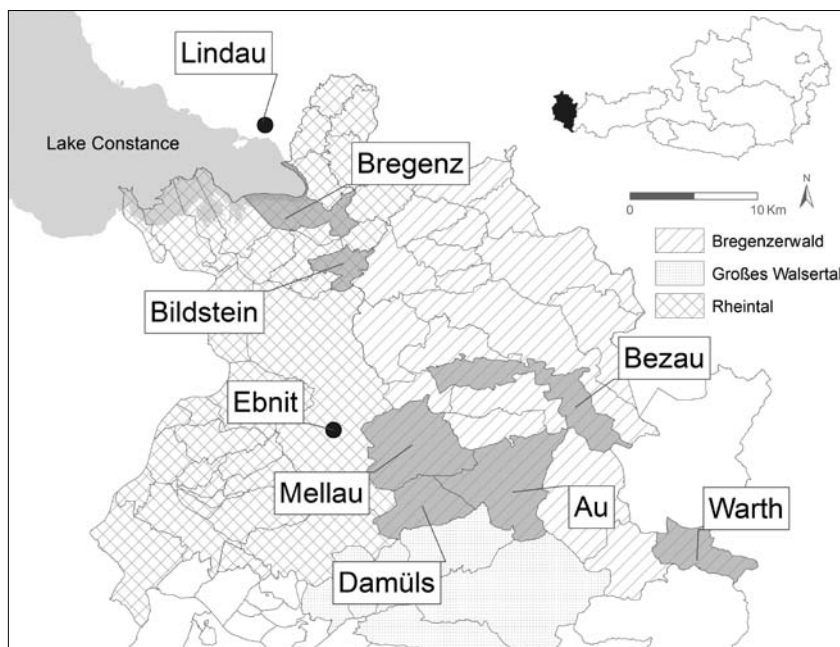 Lindau
Lake Constance
Bregenz
N
0 10 Km
Bregenzerwald
Großes Walsertal
Rheintal
Bildstein
Bezau
Ebnit
Mellau
Au
Warth
Damüls